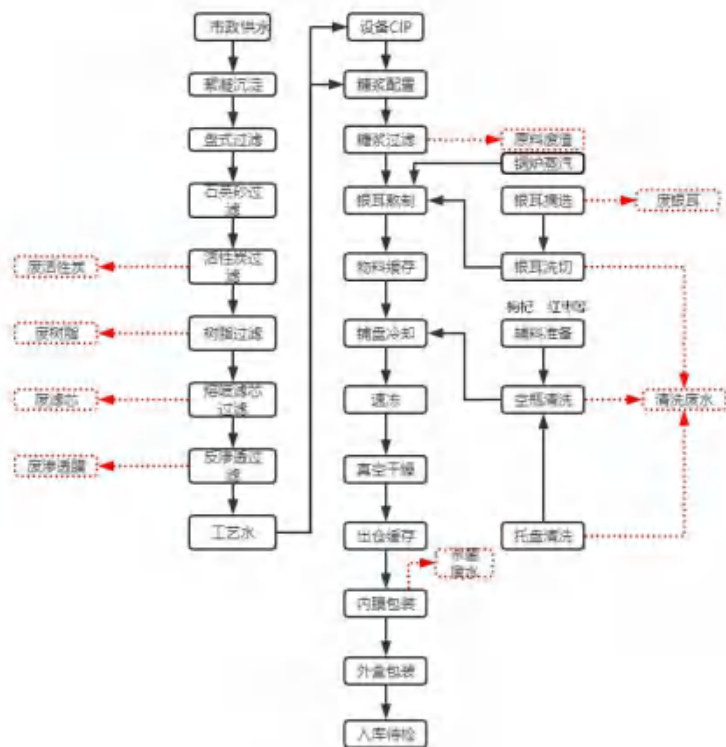 市政供水
絮凝沉淀
盘式过滤
石英砂过
滤
活性炭过
滤
树脂过滤
精密滤芯
过滤
反渗透过
滤
工艺水
废活性炭
废树脂
废滤芯
废渗透膜
设备CIP
糖浆配置
糖浆过滤
银耳熬制
物料缓存
铺盘冷却
速冻
真空干燥
出仓缓存
内膜包装
外盒包装
入库待检
原料废渣
锅炉蒸汽
银耳摘选
银耳洗切
枸杞 红枣等
辅料准备
空瓶清洗
托盘清洗
废银耳
清洗废水
废水